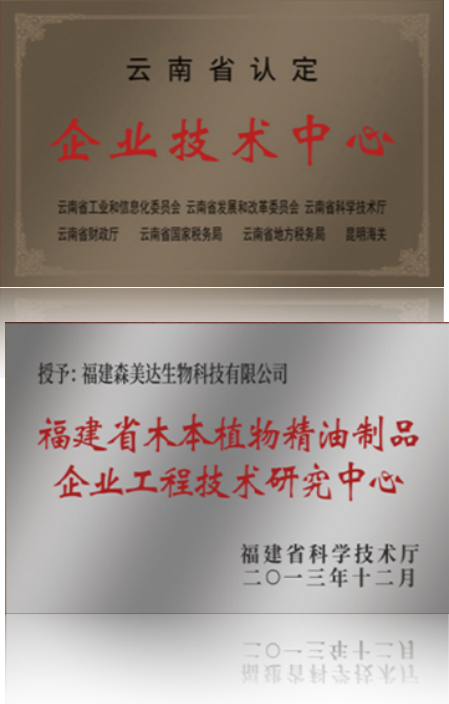 云南省认定
企业技术中心
云南省工业和信息化委员会 云南省发展和改革委员会 云南省科学技术厅
云南省财政厅 云南省国家税务局 云南省地方税务局 昆明海关
授予：福建森美达生物科技有限公司
福建省木本植物精油制品
企业工程技术研究中心
福建省科学技术厅
二〇一三年十二月